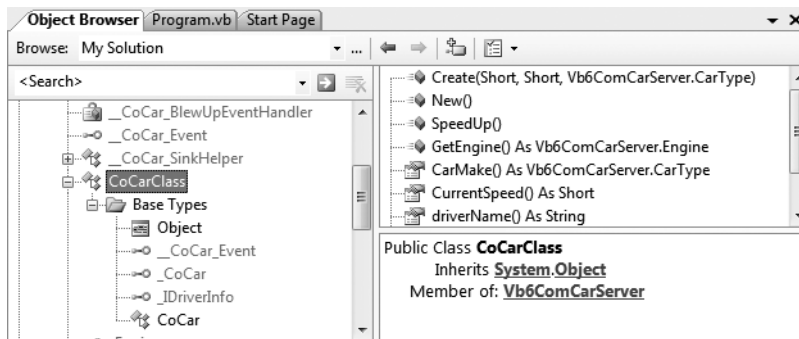 Object Browser Program.vb Start Page
Browse: My Solution
<Search>
__CoCar_BlewUpEventHandler
__CoCar_Event
__CoCar_SinkHelper
CoCarClass
Base Types
Object
__CoCar_Event
_CoCar
_IDriverInfo
CoCar
Create(Short, Short, Vb6ComCarServer.CarType)
New()
SpeedUp()
GetEngine() As Vb6ComCarServer.Engine
CarMake() As Vb6ComCarServer.CarType
CurrentSpeed() As Short
driverName() As String
Public Class CoCarClass
Inherits System.Object
Member of: Vb6ComCarServer